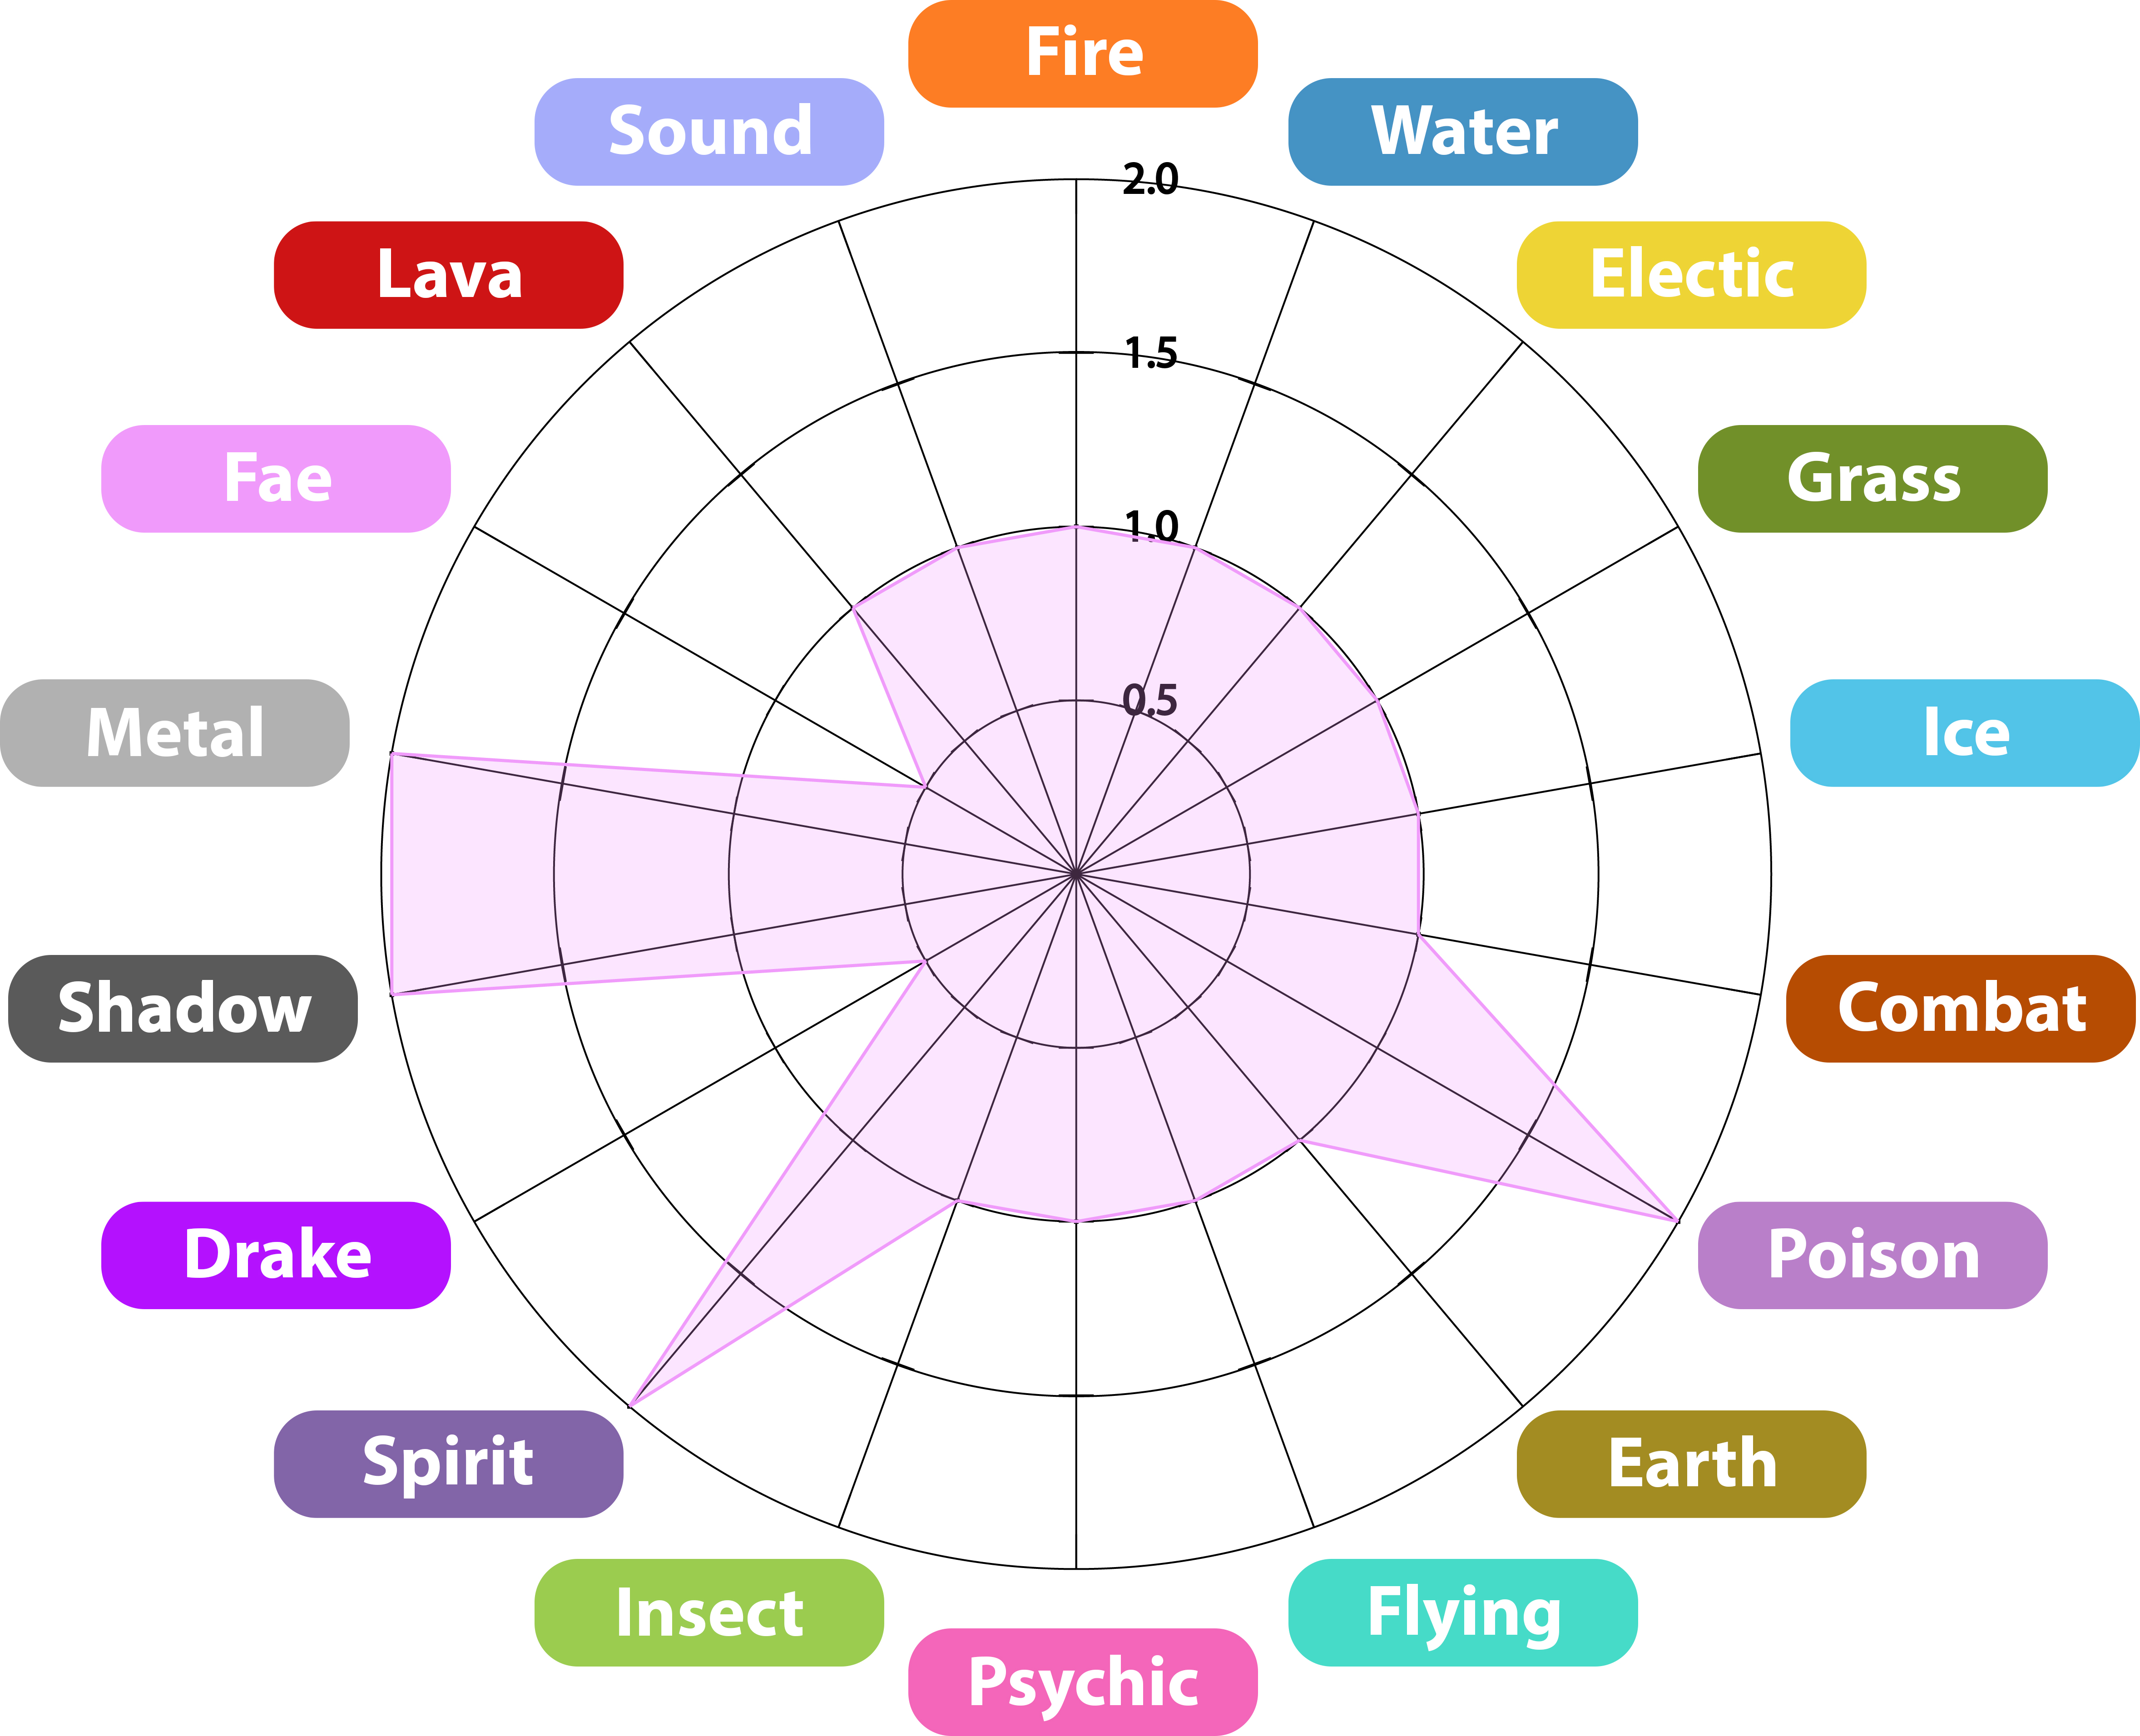 Fire
Sound
Water
2.0
Lava
Electic
1.5
Fae
Grass
1.0
Metal
0.5
Ice
Shadow
Combat
Drake
Poison
Spirit
Earth
Insect
Flying
Psychic